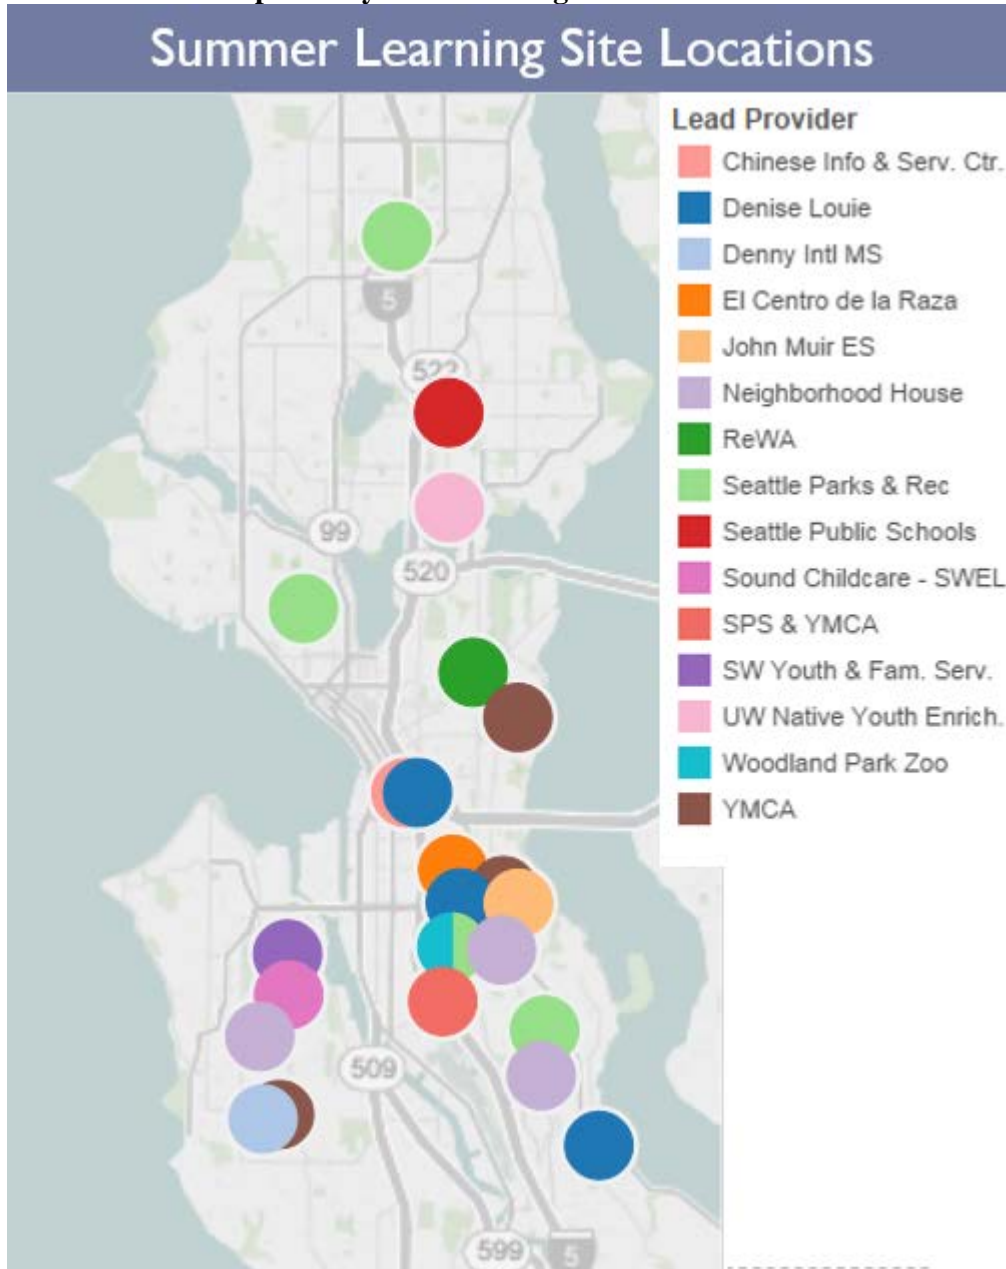 Summer Learning Site Locations
Lead Provider
Chinese Info & Serv. Ctr.
Denise Louie
Denny Intl MS
El Centro de la Raza
John Muir ES
Neighborhood House
ReWA
Seattle Parks & Rec
Seattle Public Schools
Sound Childcare - SWEL
SPS & YMCA
SW Youth & Fam. Serv.
UW Native Youth Enrich.
Woodland Park Zoo
YMCA
5
522
99
520
509
599
5